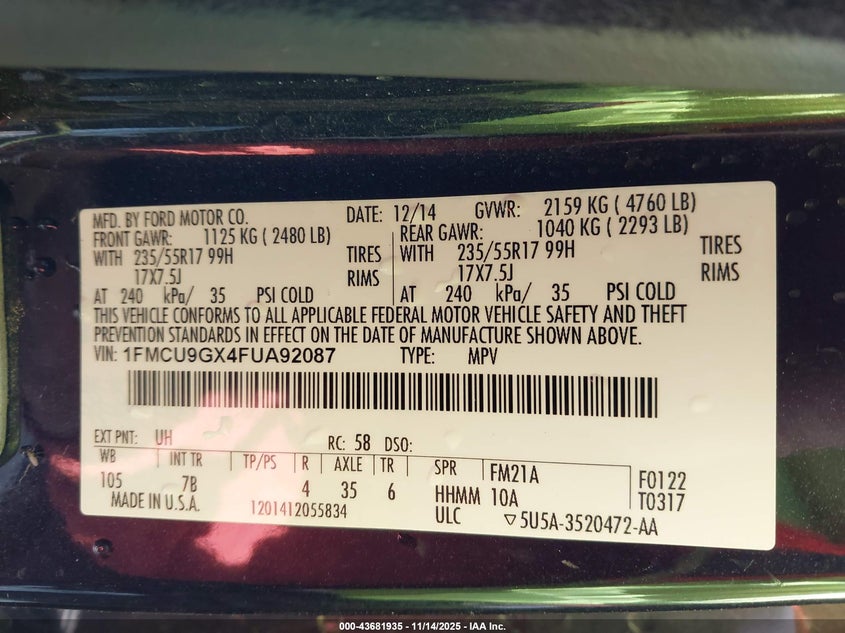 MFD. BY FORD MOTOR CO. DATE: 12/14 GVWR: 2159 KG ( 4760 LB)
FRONT GAWR: 1125 KG ( 2480 LB) REAR GAWR: 1040 KG ( 2293 LB)
WITH 235/55R17 99H TIRES WITH 235/55R17 99H TIRES
17X7.5J RIMS 17X7.5J RIMS
AT 240 kPa/ 35 PSI COLD AT 240 kPa/ 35 PSI COLD
THIS VEHICLE CONFORMS TO ALL APPLICABLE FEDERAL MOTOR VEHICLE SAFETY AND THEFT
PREVENTION STANDARDS IN EFFECT ON THE DATE OF MANUFACTURE SHOWN ABOVE.
VIN: 1FMCU9GX4FUA92087 TYPE: MPV
EXT PNT: UH RC: 58 DSO:
WB INT TR TP/PS R AXLE TR SPR FM21A F0122
105 7B 4 35 6 HHMM 10A T0317
MADE IN U.S.A. 1201412055834 ULC ▽5U5A-3520472-AA
000-43681935 - 11/14/2025 - IAA Inc.